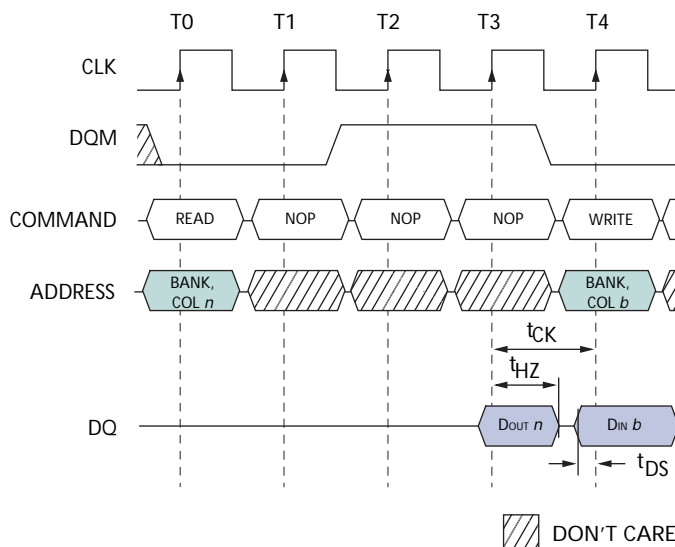 T0 T1 T2 T3 T4
CLK
DQM
COMMAND READ NOP NOP NOP WRITE
ADDRESS BANK, COL n BANK, COL b
tCK
tHZ
DQ DOUT n DIN b
tDS
DON'T CARE